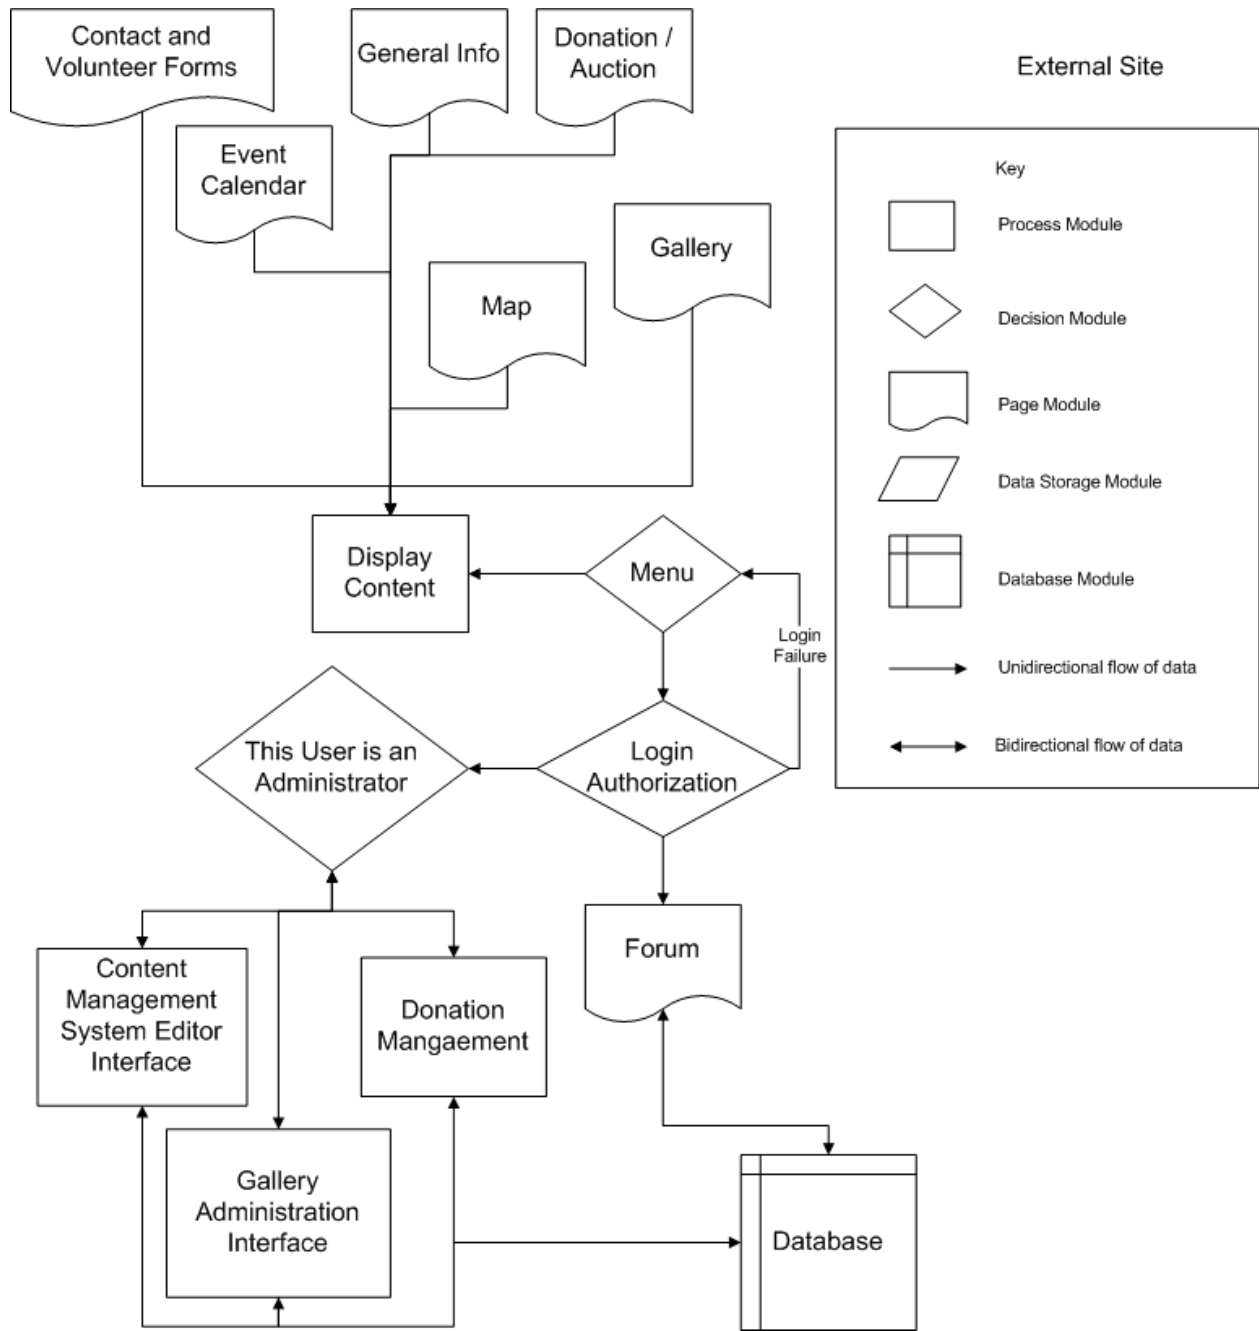 Contact and
Volunteer Forms
General Info
Donation /
Auction
External Site
Event
Calendar
Gallery
Map
Key
Process Module
Decision Module
Page Module
Data Storage Module
Database Module
Unidirectional flow of data
Bidirectional flow of data
Display
Content
Menu
Login
Failure
This User is an
Administrator
Login
Authorization
Content
Management
System Editor
Interface
Donation
Mangaement
Forum
Gallery
Administration
Interface
Database